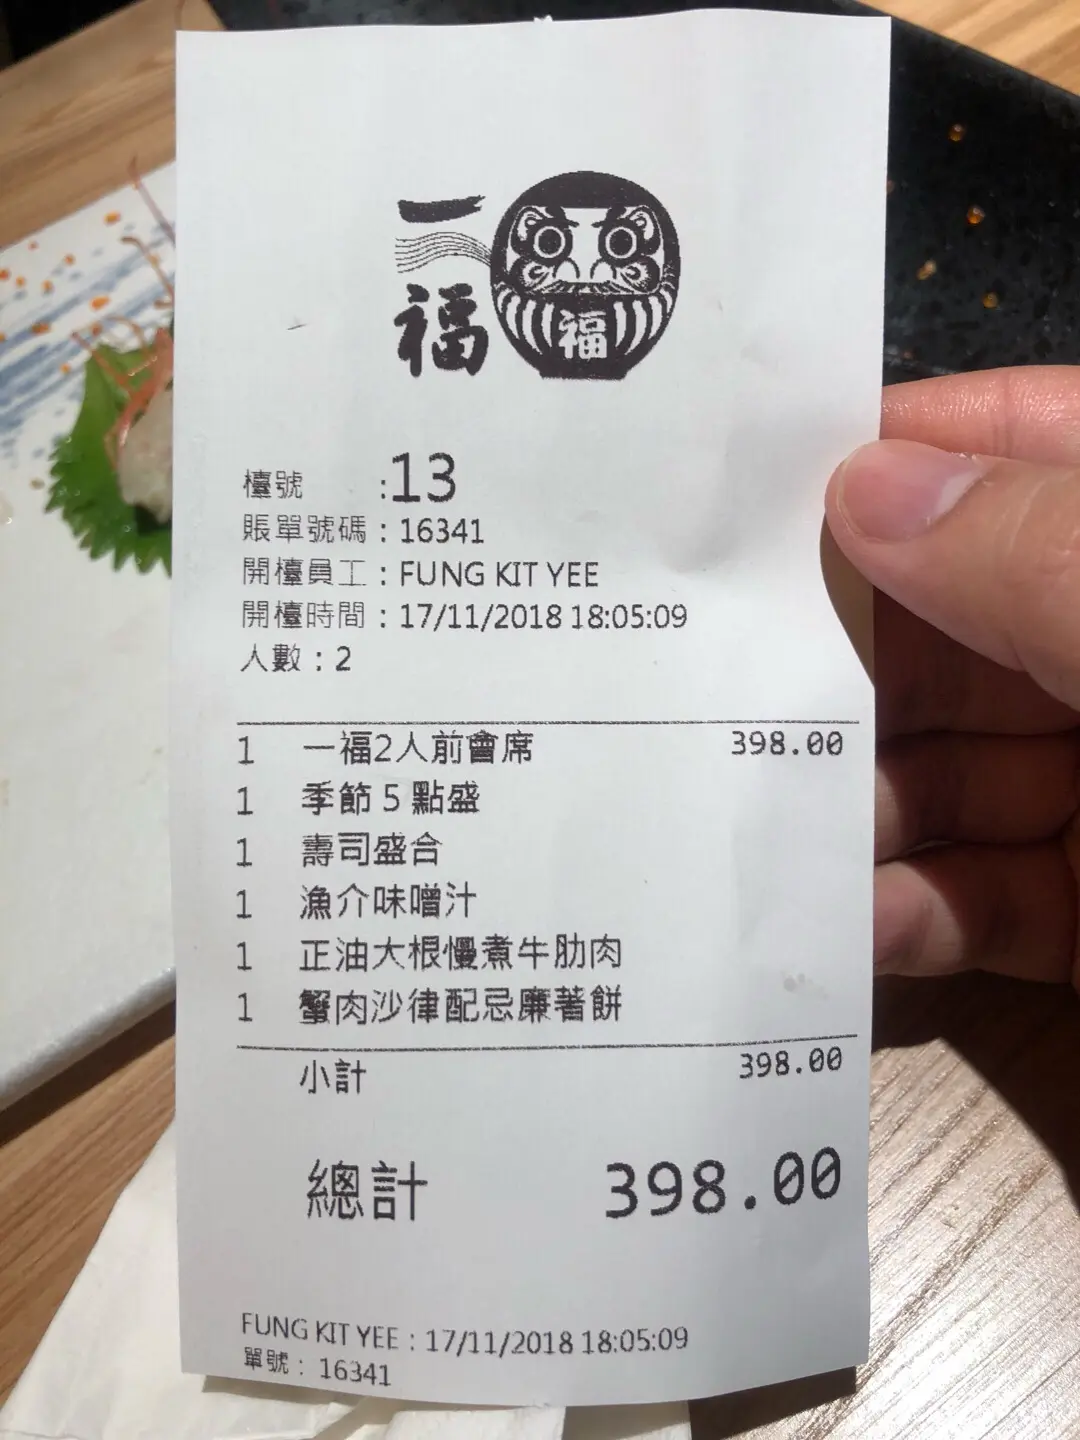 一福
福
檯號 :13
賬單號碼 : 16341
開檯員工 : FUNG KIT YEE
開檯時間 : 17/11/2018 18:05:09
人數 : 2
1 一福2人前會席 398.00
1 季節 5 點盛
1 壽司盛合
1 漁介味噌汁
1 正油大根慢煮牛肋肉
1 蟹肉沙律配忌廉薯餅
小計 398.00
總計 398.00
FUNG KIT YEE : 17/11/2018 18:05:09
單號 : 16341